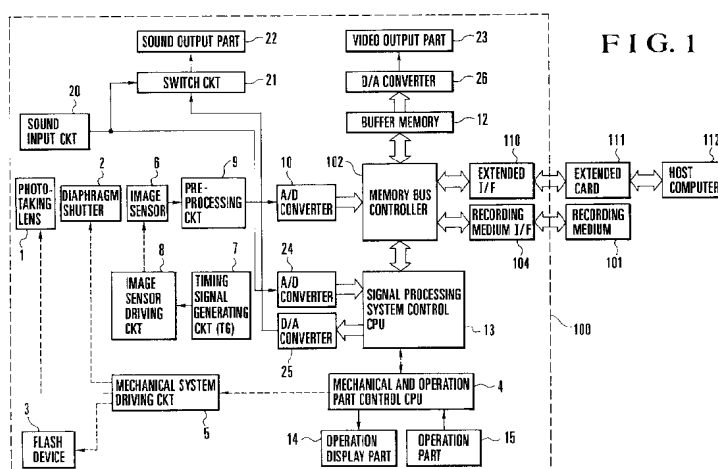 FIG. 1
SOUND OUTPUT PART
22
VIDEO OUTPUT PART
23
SWITCH CKT
21
D/A CONVERTER
26
20
SOUND
INPUT CKT
BUFFER MEMORY
12
PHOTO-
TAKING
LENS
1
2
DIAPHRAGM
SHUTTER
6
IMAGE
SENSOR
9
PRE-
PROCESSING
CKT
10
A/D
CONVERTER
102
MEMORY BUS
CONTROLLER
110
EXTENDED
I/F
111
EXTENDED
CARD
112
HOST
COMPUTER
RECORDING
MEDIUM I/F
104
RECORDING
MEDIUM
101
8
IMAGE
SENSOR
DRIVING
CKT
7
TIMING
SIGNAL
GENERATING
CKT (TG)
24
A/D
CONVERTER
D/A
CONVERTER
25
SIGNAL PROCESSING
SYSTEM CONTROL
CPU
13
100
MECHANICAL SYSTEM
DRIVING CKT
5
MECHANICAL AND OPERATION
PART CONTROL CPU
4
3
FLASH
DEVICE
14
OPERATION
DISPLAY PART
OPERATION
PART
15